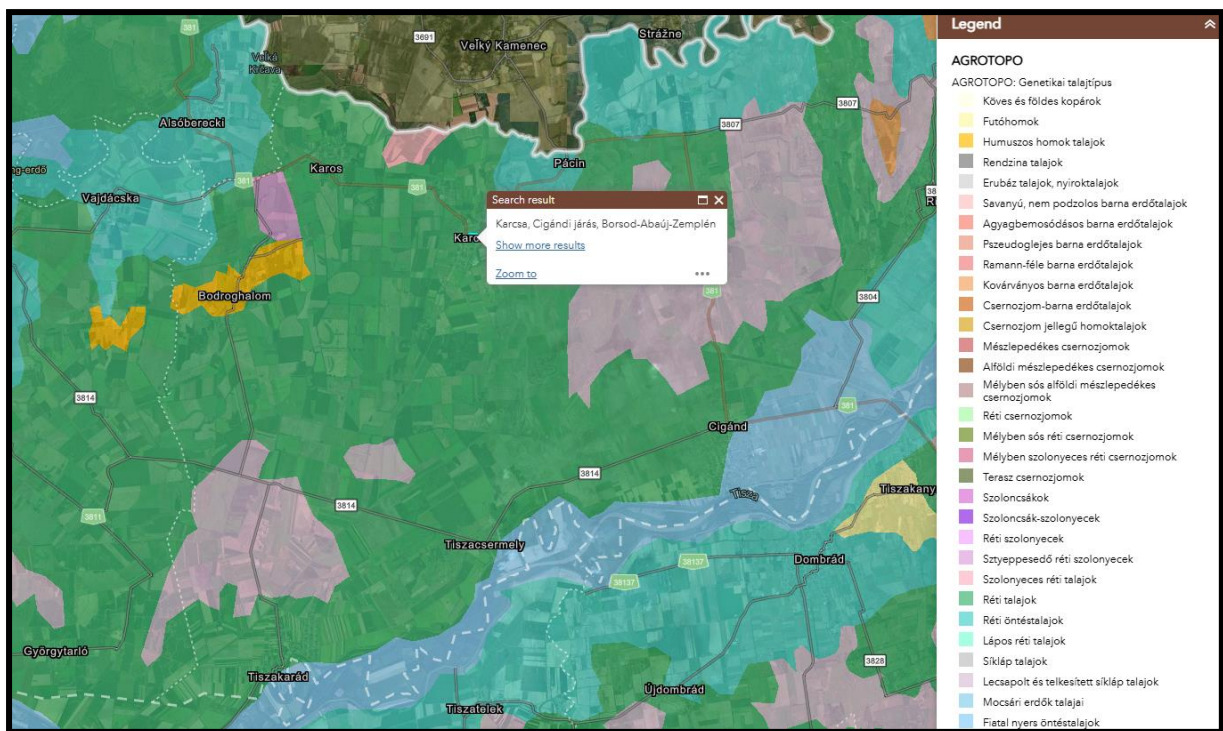 381
3691
Veľký Kamenec
Strážne
Veľká
Krčava
3807
Alsóberecki
3807
Pácin
Karos
381
381
Vajdácska
Search result
Karcsa, Cigándi járás, Borsod-Abaúj-Zemplén
Show more results
Zoom to
Bodroghalom
381
3804
3814
381
Cigánd
3814
Tiszakany
3814
3811
Tisza
Tiszacsermely
38137
Dombrád
38137
Györgytarló
Tiszakarád
3828
Újdombrád
Tiszatelek
Legend
AGROTOPO
AGROTOPO: Genetikai talajtípus
Köves és földes kopárok
Futóhomok
Humuszos homok talajok
Rendzina talajok
Erubáz talajok, nyiroktalajok
Savanyú, nem podzolos barna erdőtalajok
Agyagbemosódásos barna erdőtalajok
Pszeudoglejes barna erdőtalajok
Ramann-féle barna erdőtalajok
Kovárványos barna erdőtalajok
Csernozjom-barna erdőtalajok
Csernozjom jellegű homoktalajok
Mészlepedékes csernozjomok
Alföldi mészlepedékes csernozjomok
Mélyben sós alföldi mészlepedékes
csernozjomok
Réti csernozjomok
Mélyben sós réti csernozjomok
Mélyben szolonyeces réti csernozjomok
Terasz csernozjomok
Szoloncsákok
Szoloncsák-szolonyecek
Réti szolonyecek
Sztyeppesedő réti szolonyecek
Szolonyeces réti talajok
Réti talajok
Réti öntéstalajok
Lápos réti talajok
Síkláp talajok
Lecsapolt és telkesített síkláp talajok
Mocsári erdők talajai
Fiatal nyers öntéstalajok